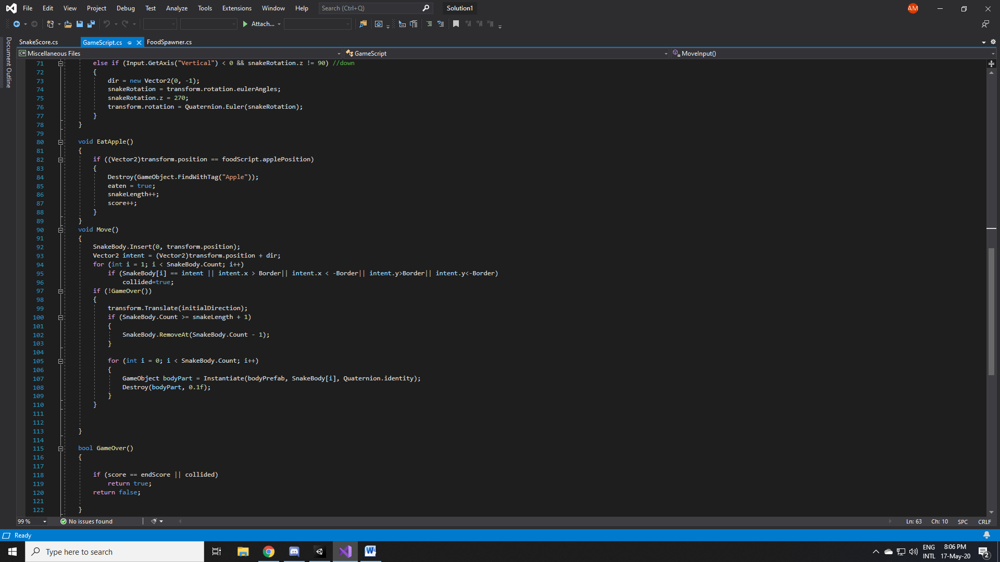 File Edit View Project Debug Test Analyze Tools Extensions Window Help Search (Ctrl+Q) Solution1 AM
Attach...
Document Outline
SnakeScore.cs GameScript.cs FoodSpawner.cs
C# Miscellaneous Files GameScript MoveInput()
71 else if (Input.GetAxis("Vertical") < 0 && snakeRotation.z != 90) //down
72 {
73 dir = new Vector2(0, -1);
74 snakeRotation = transform.rotation.eulerAngles;
75 snakeRotation.z = 270;
76 transform.rotation = Quaternion.Euler(snakeRotation);
77 }
78 }
79
80 void EatApple()
81 {
82 if ((Vector2)transform.position == foodScript.applePosition)
83 {
84 Destroy(GameObject.FindWithTag("Apple"));
85 eaten = true;
86 snakeLength++;
87 score++;
88 }
89 }
90 void Move()
91 {
92 SnakeBody.Insert(0, transform.position);
93 Vector2 intent = (Vector2)transform.position + dir;
94 for (int i = 1; i < SnakeBody.Count; i++)
95 if (SnakeBody[i] == intent || intent.x > Border|| intent.x < -Border|| intent.y>Border|| intent.y<-Border)
96 collided=true;
97 if (!GameOver())
98 {
99 transform.Translate(initialDirection);
100 if (SnakeBody.Count >= snakeLength + 1)
101 {
102 SnakeBody.RemoveAt(SnakeBody.Count - 1);
103 }
104
105 for (int i = 0; i < SnakeBody.Count; i++)
106 {
107 GameObject bodyPart = Instantiate(bodyPrefab, SnakeBody[i], Quaternion.identity);
108 Destroy(bodyPart, 0.1f);
109 }
110 }
111
112
113 }
114
115 bool GameOver()
116 {
117
118 if (score == endScore || collided)
119 return true;
120 return false;
121
122 }
99 % No issues found Ln: 63 Ch: 10 SPC CRLF
Ready
Type here to search ENG INTL 8:06 PM 17-May-20 2